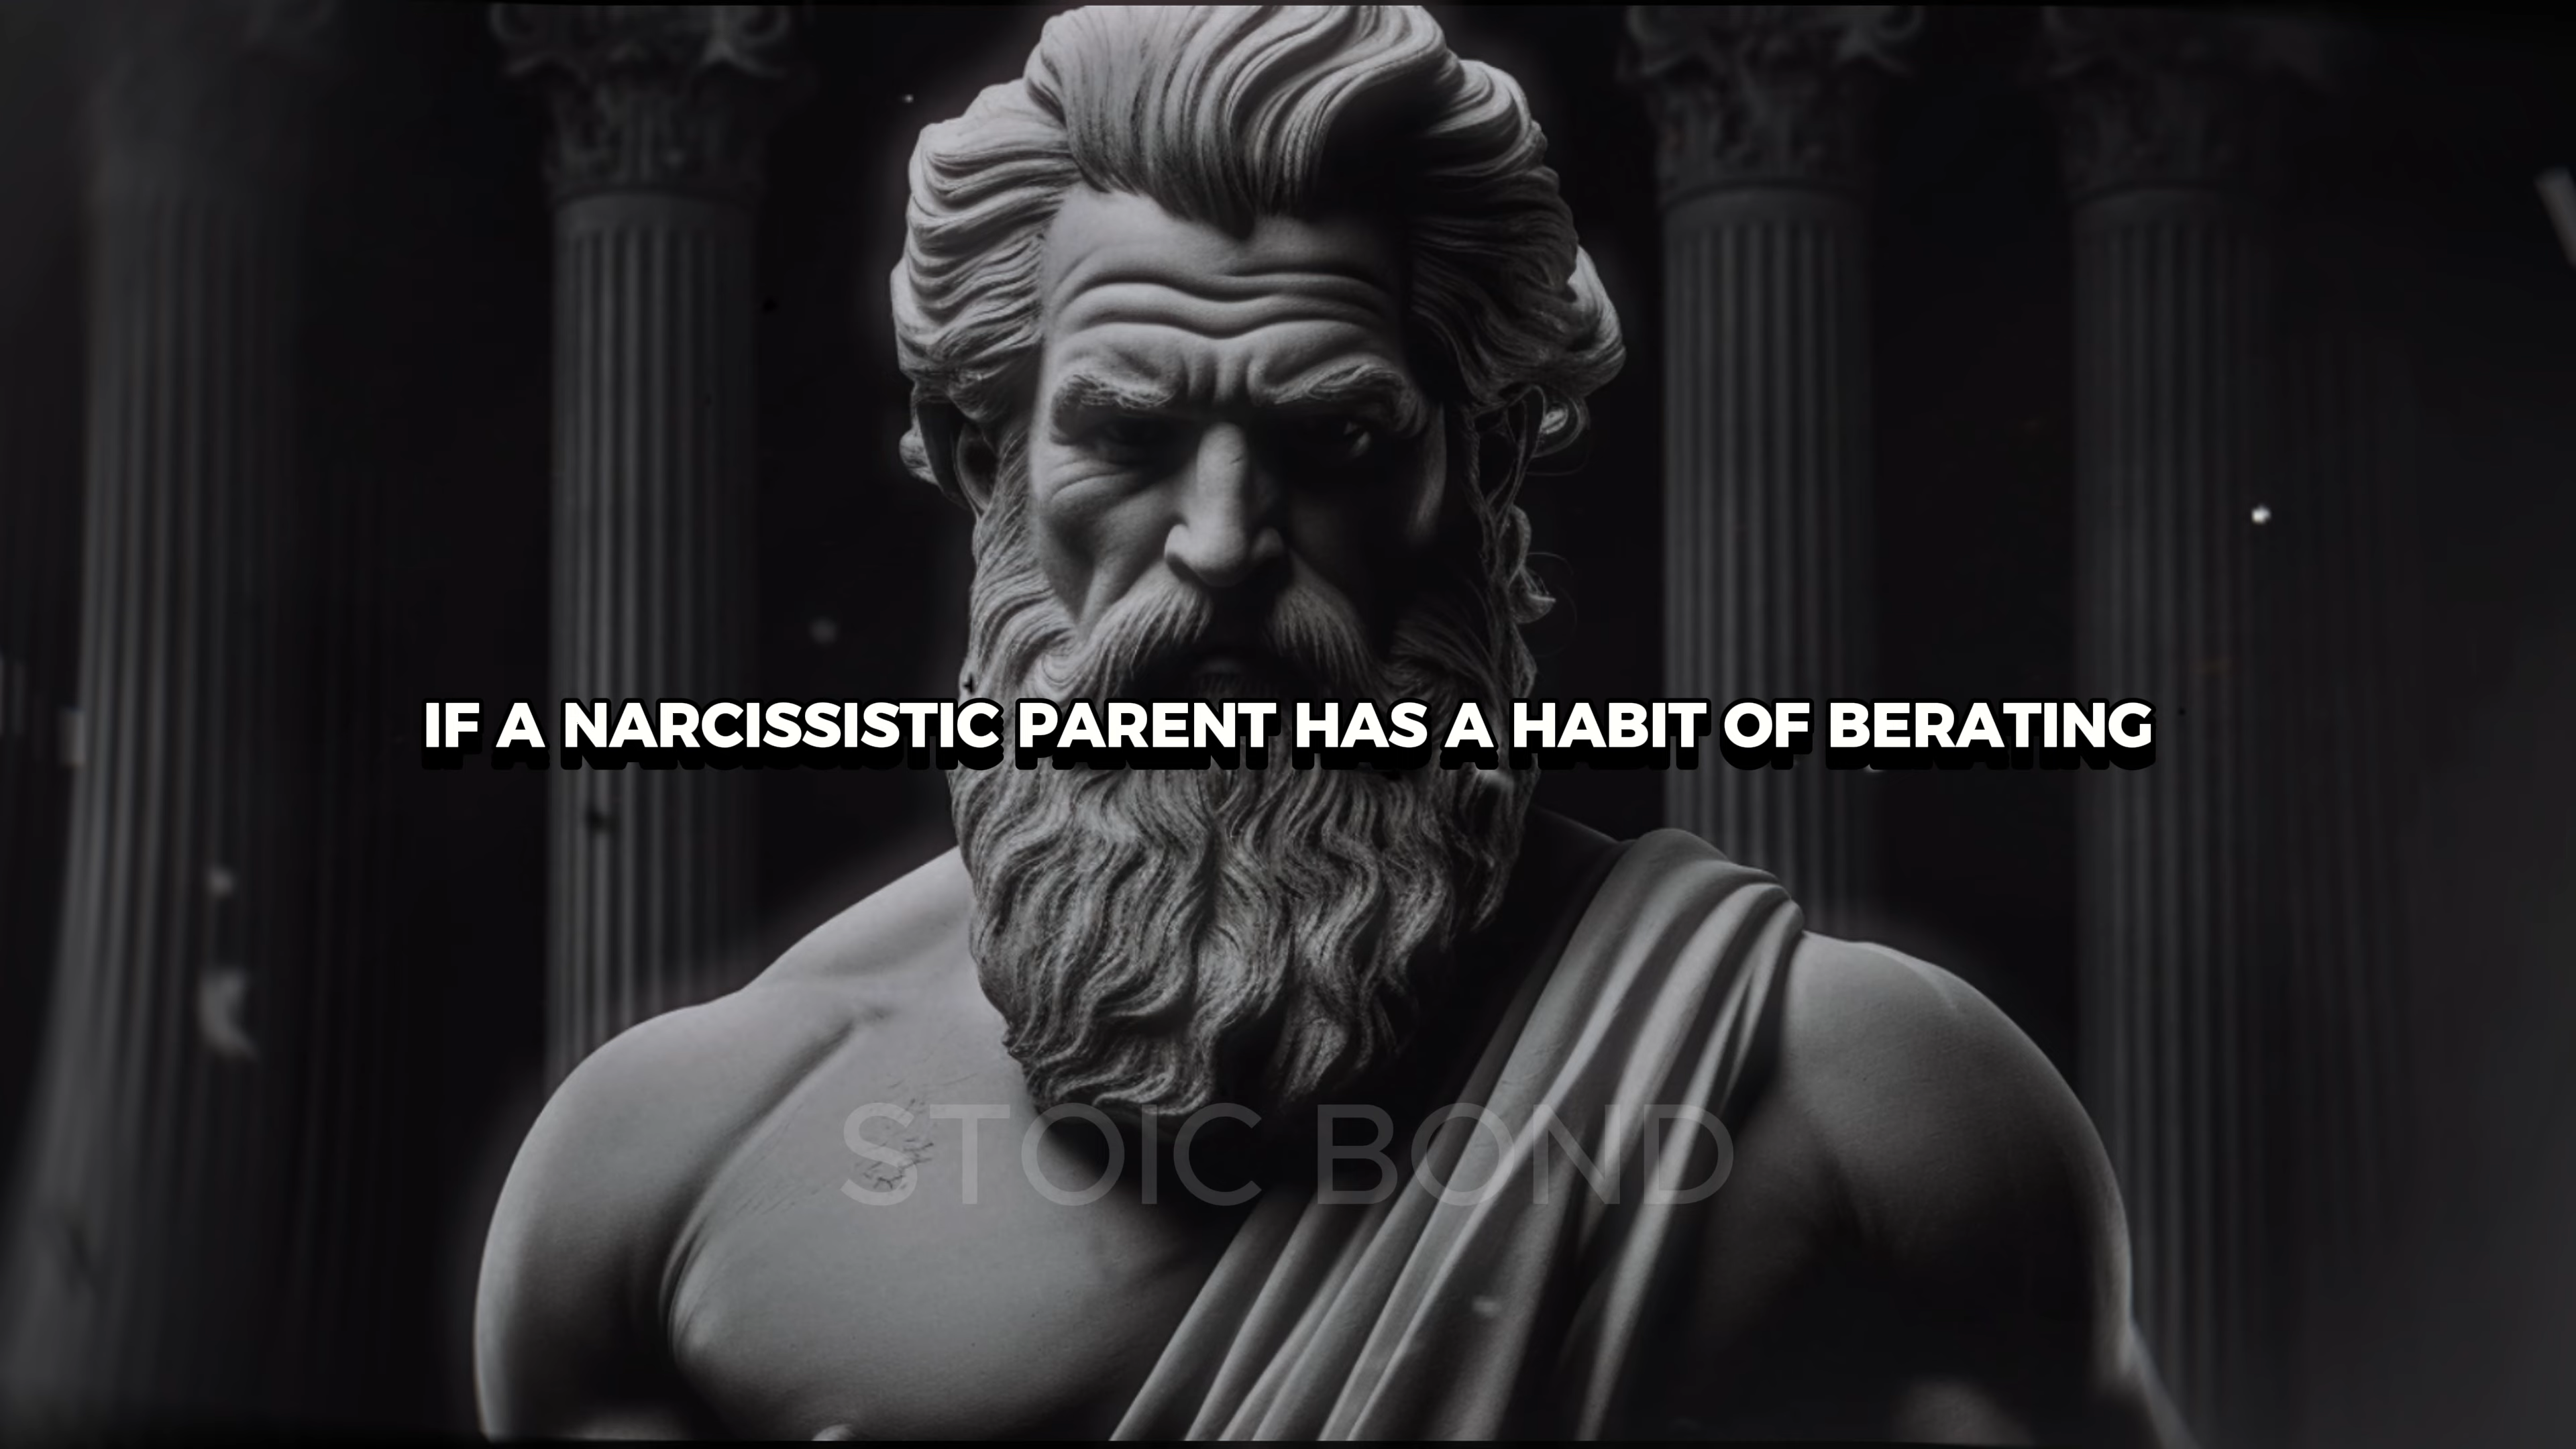 IF A NARCISSISTIC PARENT HAS A HABIT OF BERATING
STOIC BOND